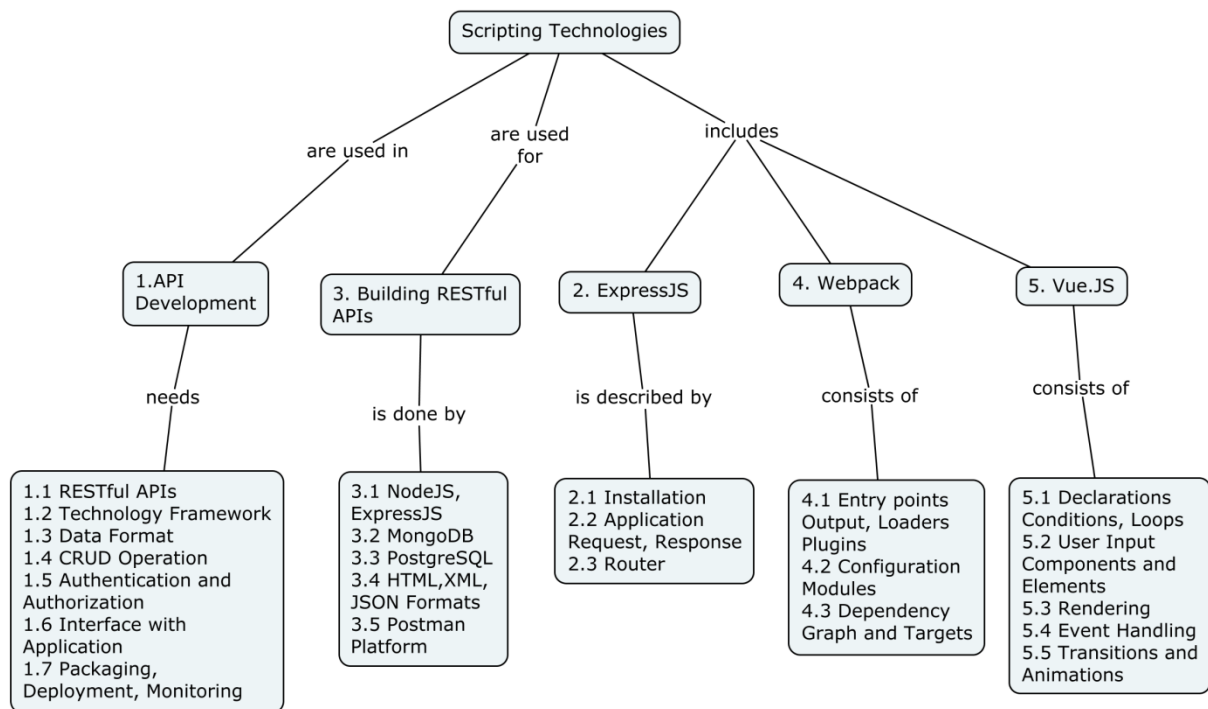 Scripting Technologies
are used in
are used
for
includes
1.API
Development
3. Building RESTful
APIs
2. ExpressJS
4. Webpack
5. Vue.JS
needs
is done by
is described by
consists of
consists of
1.1 RESTful APIs
1.2 Technology Framework
1.3 Data Format
1.4 CRUD Operation
1.5 Authentication and
Authorization
1.6 Interface with
Application
1.7 Packaging,
Deployment, Monitoring
3.1 NodeJS,
ExpressJS
3.2 MongoDB
3.3 PostgreSQL
3.4 HTML,XML,
JSON Formats
3.5 Postman
Platform
2.1 Installation
2.2 Application
Request, Response
2.3 Router
4.1 Entry points
Output, Loaders
Plugins
4.2 Configuration
Modules
4.3 Dependency
Graph and Targets
5.1 Declarations
Conditions, Loops
5.2 User Input
Components and
Elements
5.3 Rendering
5.4 Event Handling
5.5 Transitions and
Animations